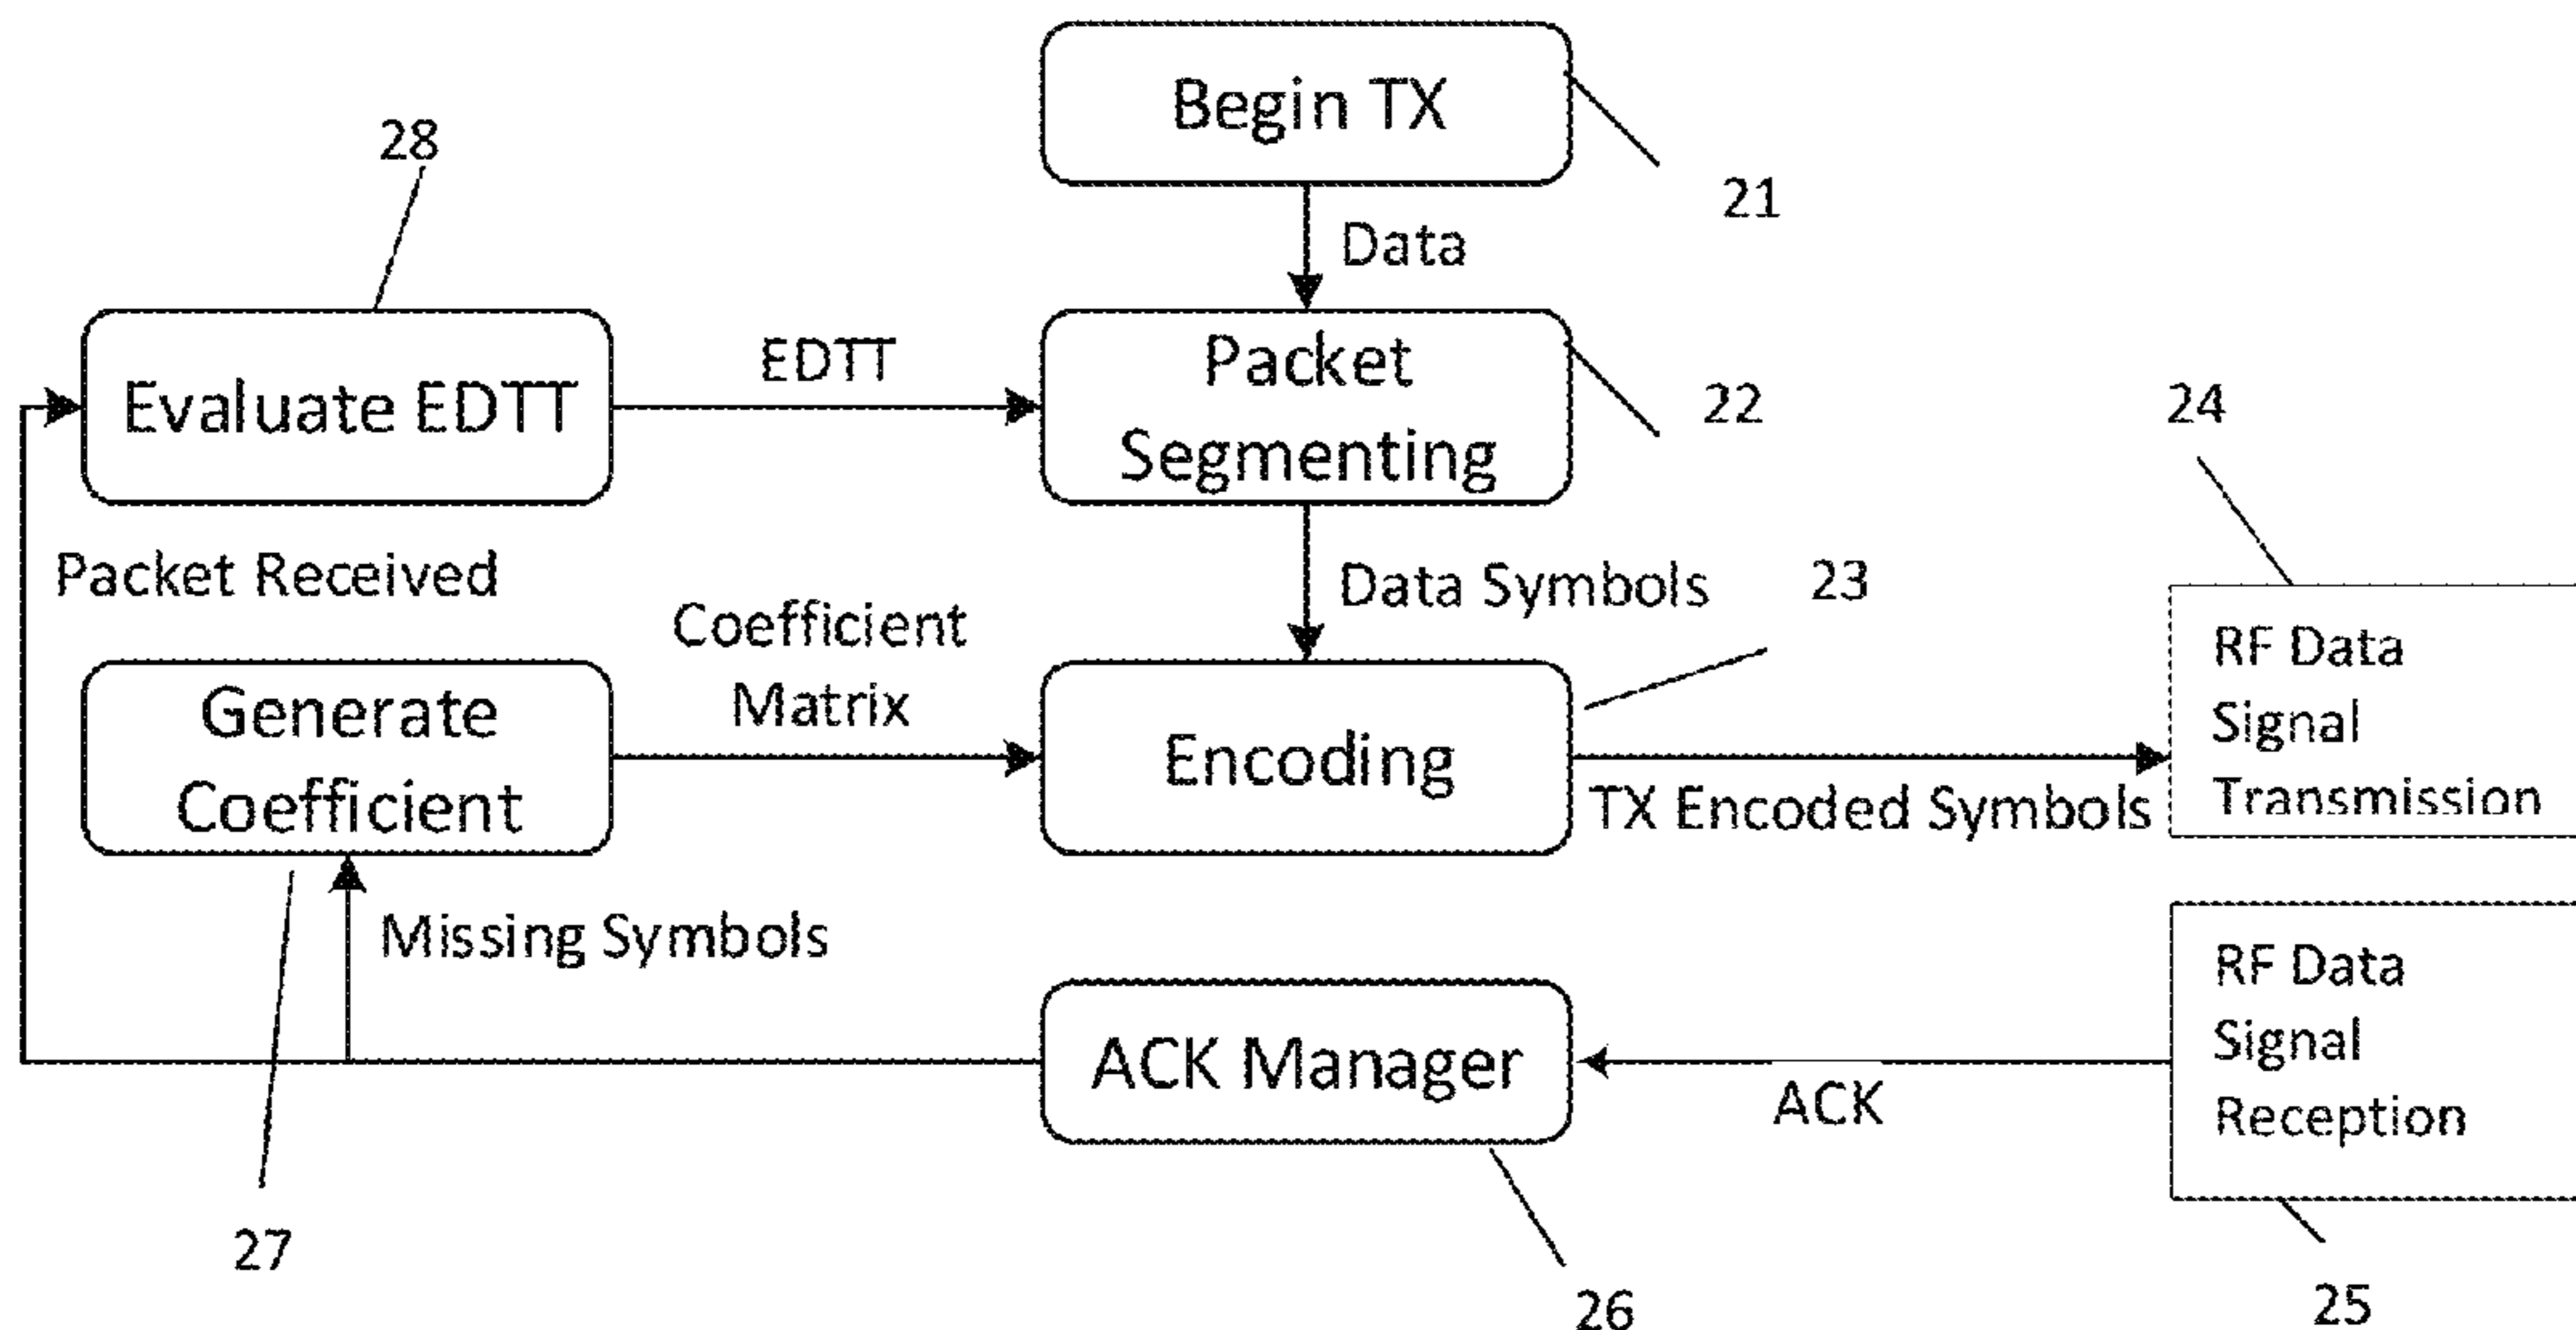 Begin TX
28
21
Data
Evaluate EDTT
EDTT
Packet
Segmenting
22
24
Packet Received
Data Symbols
23
Coefficient
Matrix
Generate
Coefficient
Encoding
TX Encoded Symbols
RF Data
Signal
Transmission
Missing Symbols
ACK Manager
ACK
RF Data
Signal
Reception
27
26
25